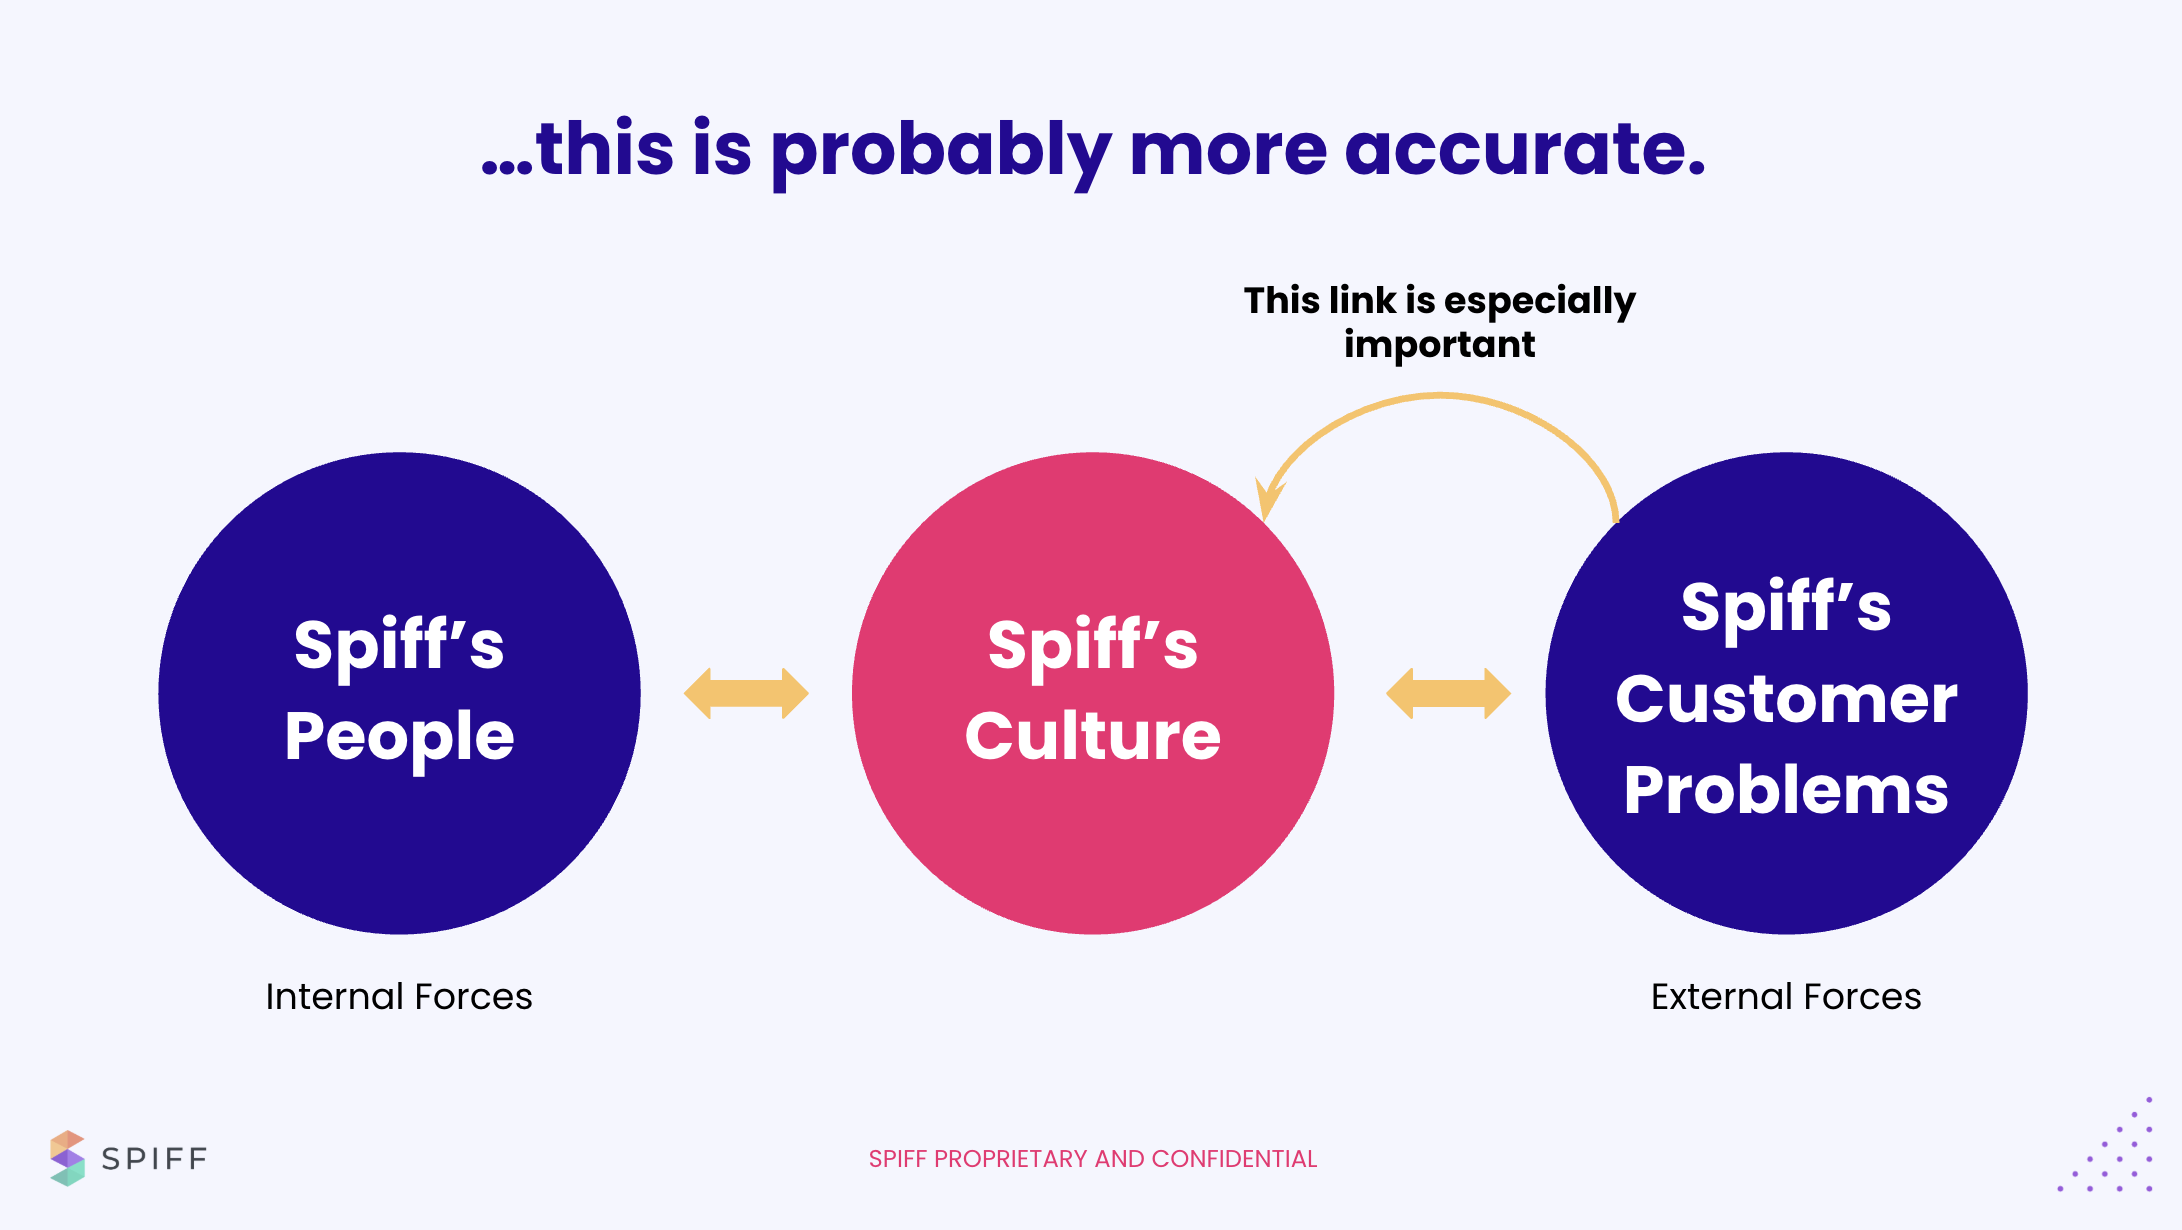 …this is probably more accurate.
This link is especially
important
Spiff’s
People
Spiff’s
Culture
Spiff’s
Customer
Problems
Internal Forces
External Forces
SPIFF
SPIFF PROPRIETARY AND CONFIDENTIAL